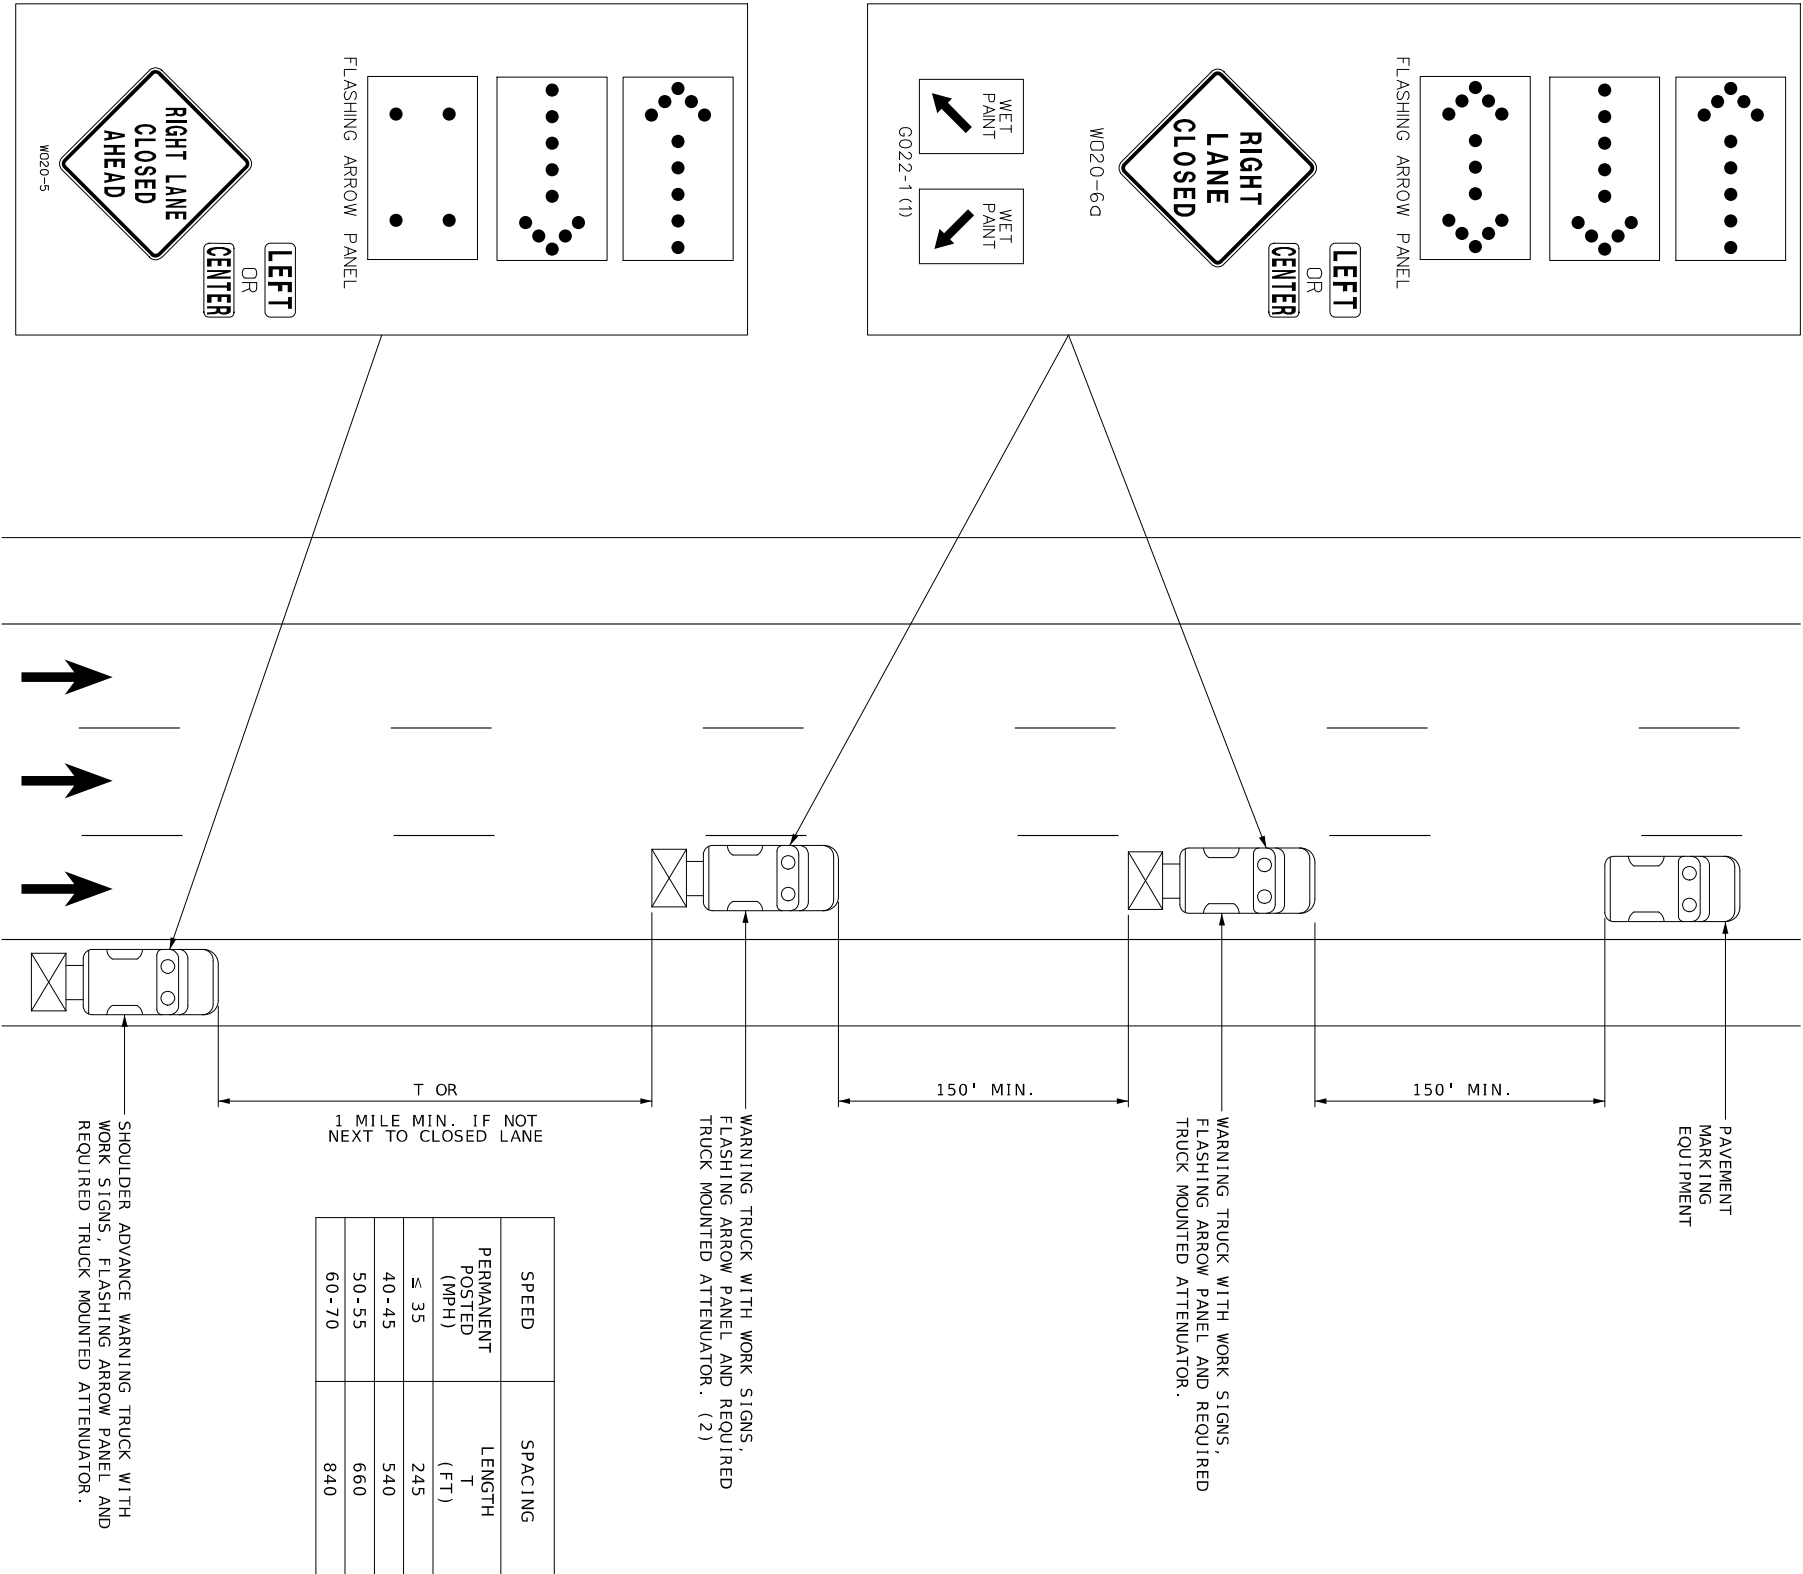 FLASHING ARROW PANEL
RIGHT LANE
CLOSED
AHEAD
WO20-5
LEFT
OR
CENTER
FLASHING ARROW PANEL
RIGHT
LANE
CLOSED
WO20-6a
LEFT
OR
CENTER
WET
PAINT
WET
PAINT
GO22-1(1)
T OR
1 MILE MIN. IF NOT
NEXT TO CLOSED LANE
150' MIN.
150' MIN.
SHOULDER ADVANCE WARNING TRUCK WITH
WORK SIGNS, FLASHING ARROW PANEL AND
REQUIRED TRUCK MOUNTED ATTENUATOR.
WARNING TRUCK WITH WORK SIGNS,
FLASHING ARROW PANEL AND REQUIRED
TRUCK MOUNTED ATTENUATOR. (2)
WARNING TRUCK WITH WORK SIGNS,
FLASHING ARROW PANEL AND REQUIRED
TRUCK MOUNTED ATTENUATOR.
PAVEMENT
MARKING
EQUIPMENT
SPEED SPACING
PERMANENT
POSTED
(MPH)
LENGTH
T
(FT)
≤ 35 245
40-45 540
50-55 660
60-70 840